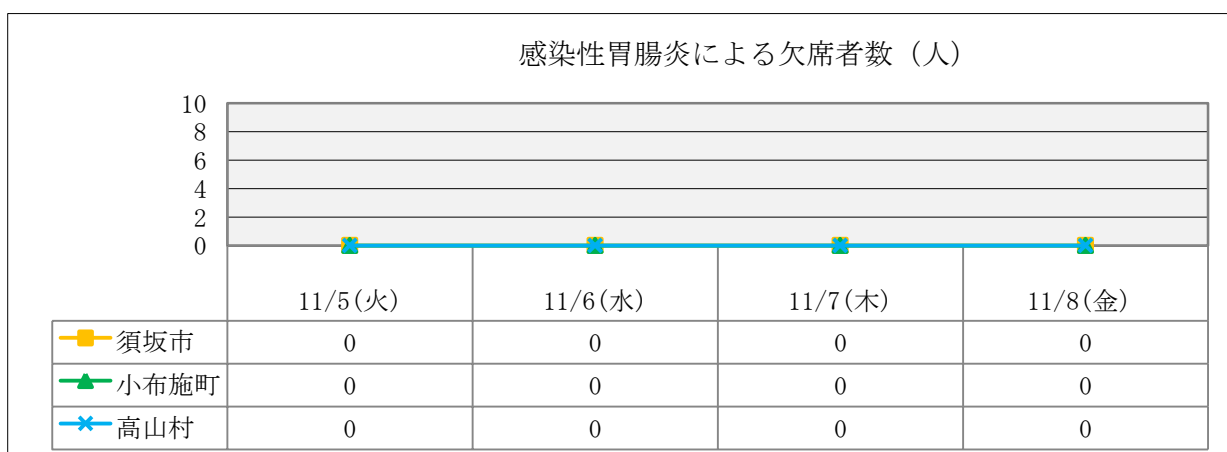 感染性胃腸炎による欠席者数（人）
10
8
6
4
2
0
11/5(火) 11/6(水) 11/7(木) 11/8(金)
須坂市 0 0 0 0
小布施町 0 0 0 0
高山村 0 0 0 0